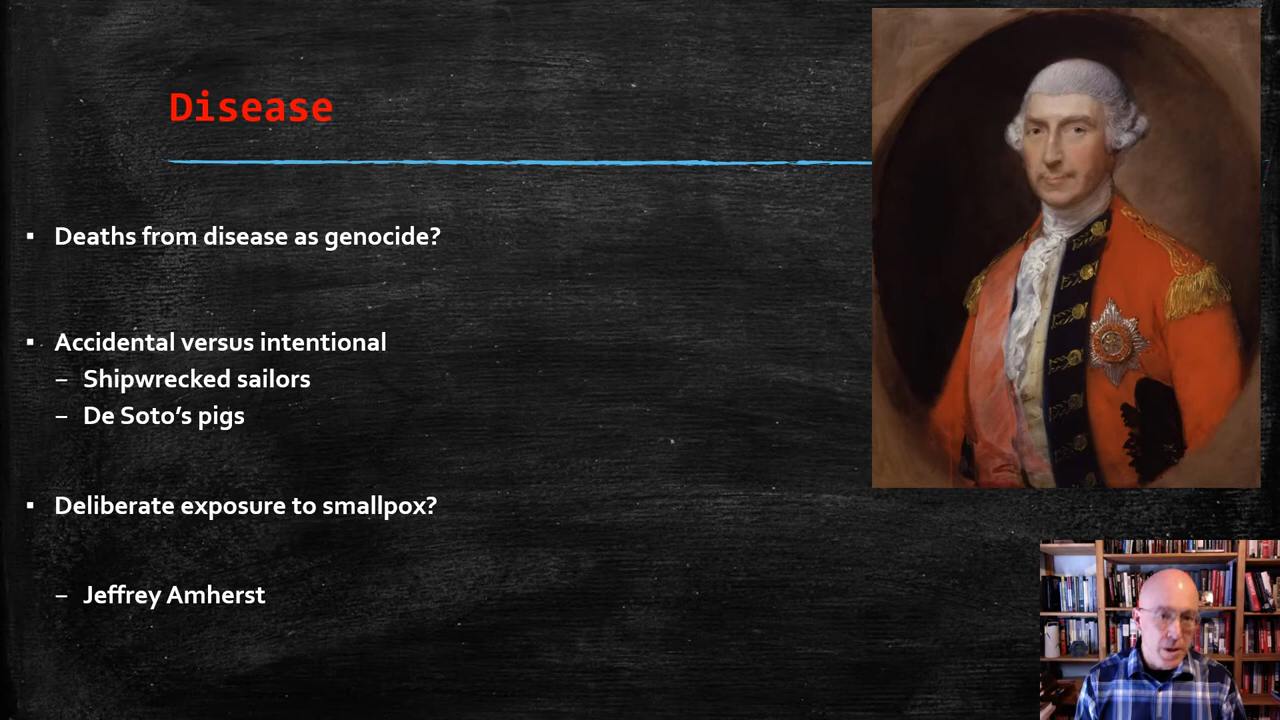 Disease
▪ Deaths from disease as genocide?
▪ Accidental versus intentional
– Shipwrecked sailors
– De Soto’s pigs
▪ Deliberate exposure to smallpox?
– Jeffrey Amherst